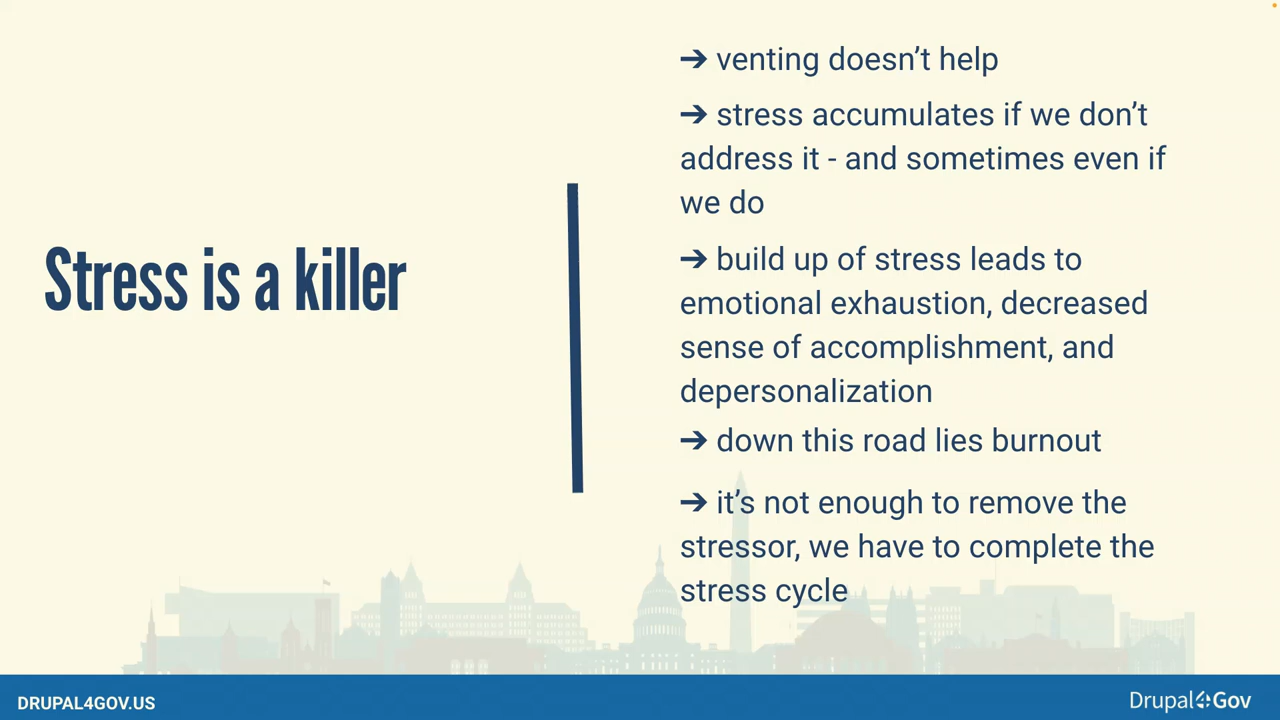 Stress is a killer
➔ venting doesn’t help
➔ stress accumulates if we don’t
address it - and sometimes even if
we do
➔ build up of stress leads to
emotional exhaustion, decreased
sense of accomplishment, and
depersonalization
➔ down this road lies burnout
➔ it’s not enough to remove the
stressor, we have to complete the
stress cycle
DRUPAL4GOV.US
Drupal4Gov